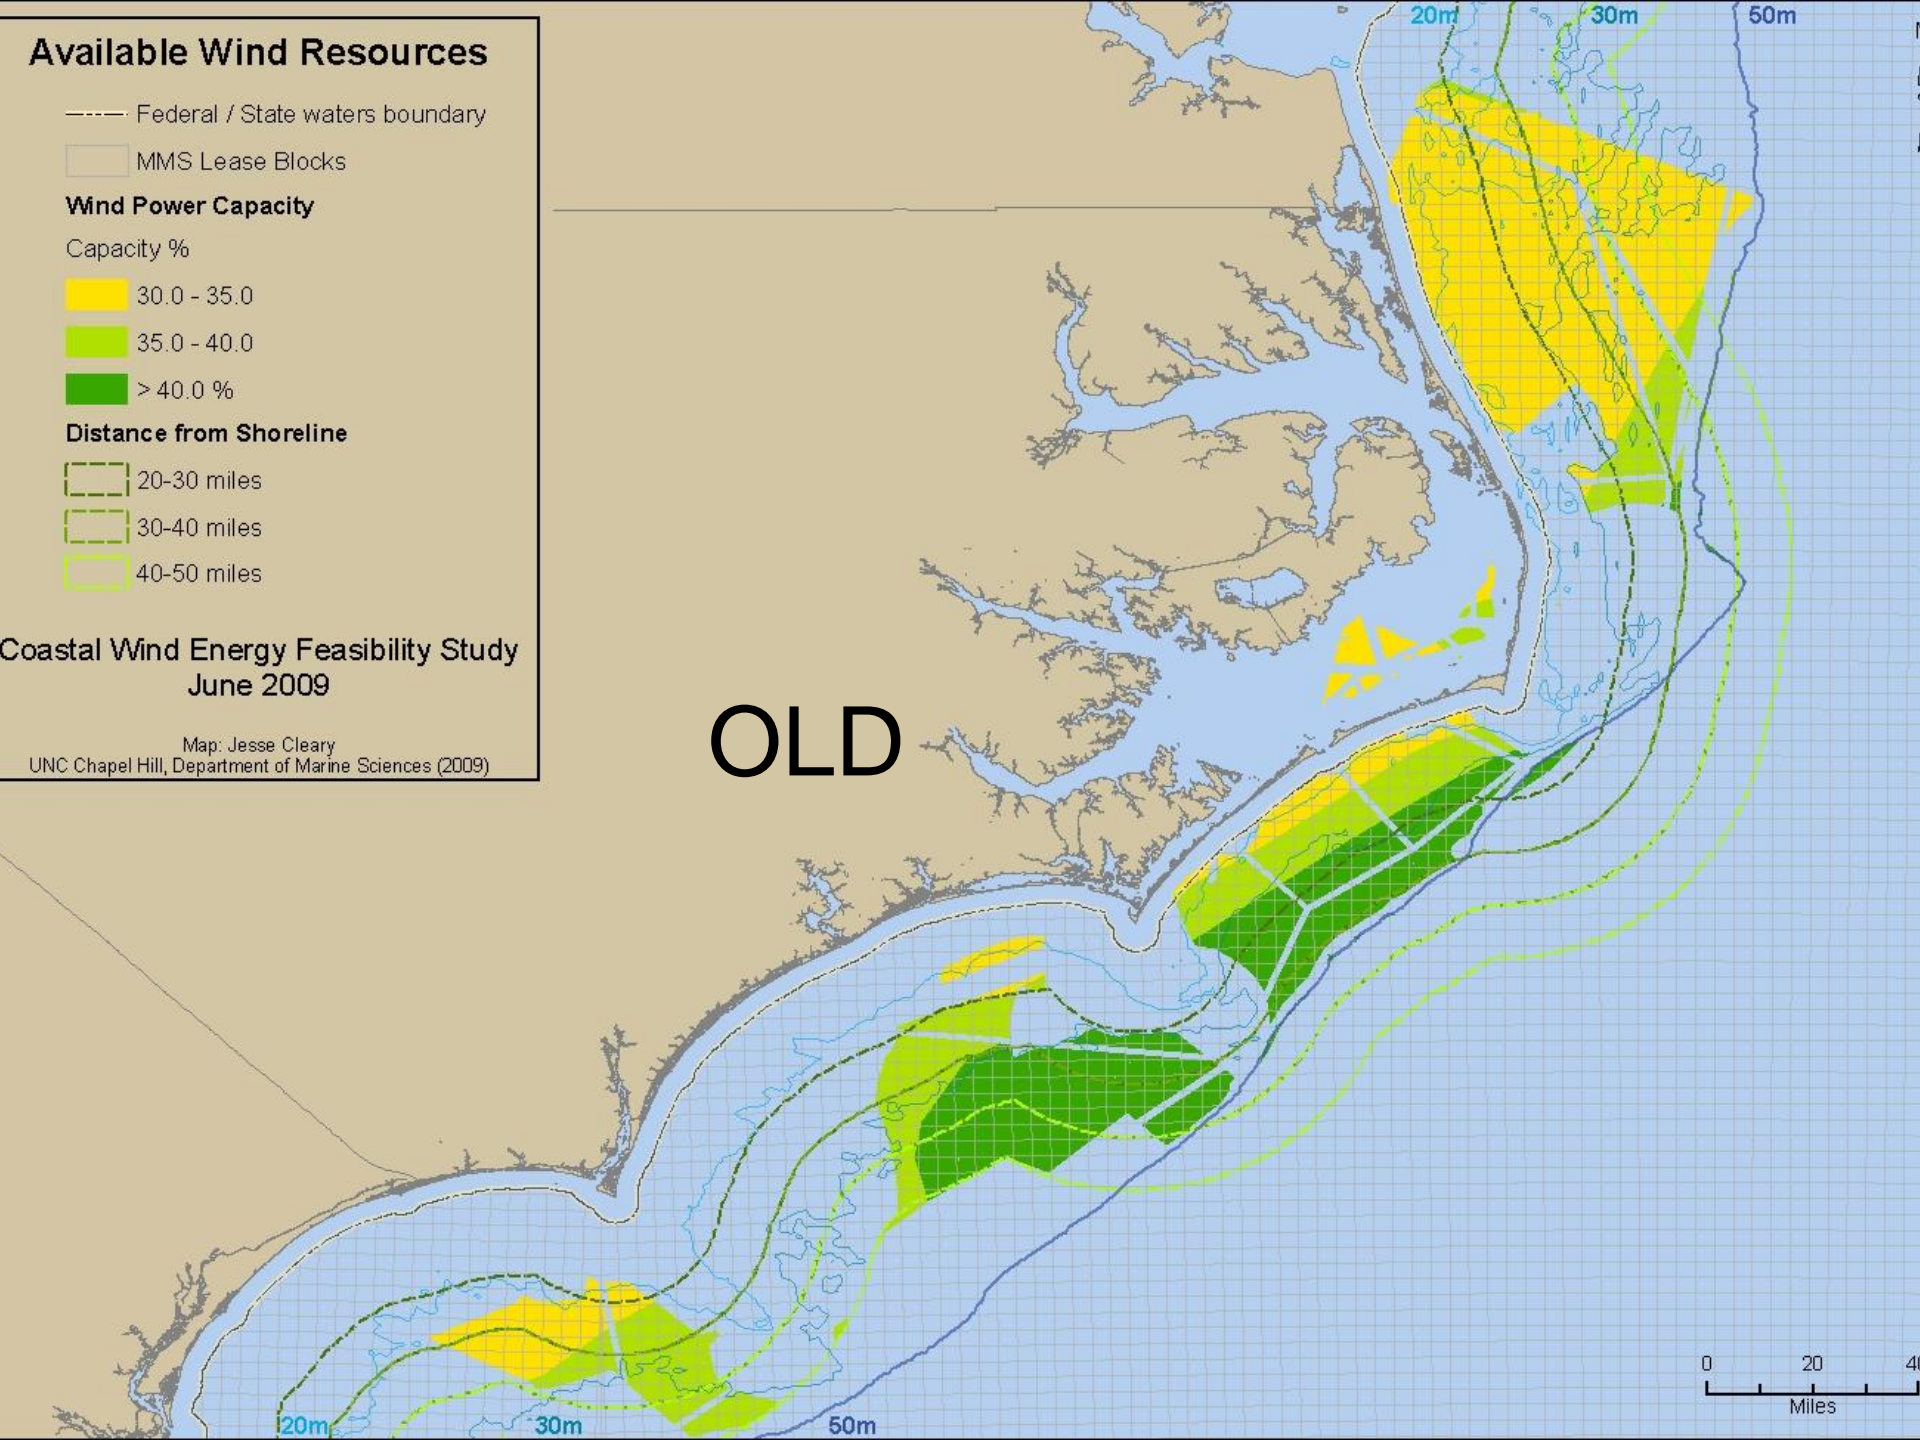 Available Wind Resources
Federal / State waters boundary
MMS Lease Blocks
Wind Power Capacity
Capacity %
30.0 - 35.0
35.0 - 40.0
> 40.0 %
Distance from Shoreline
20-30 miles
30-40 miles
40-50 miles
Coastal Wind Energy Feasibility Study
June 2009
Map: Jesse Cleary
UNC Chapel Hill, Department of Marine Sciences (2009)
20m 30m 50m
OLD
20m 30m 50m
0 20
Miles